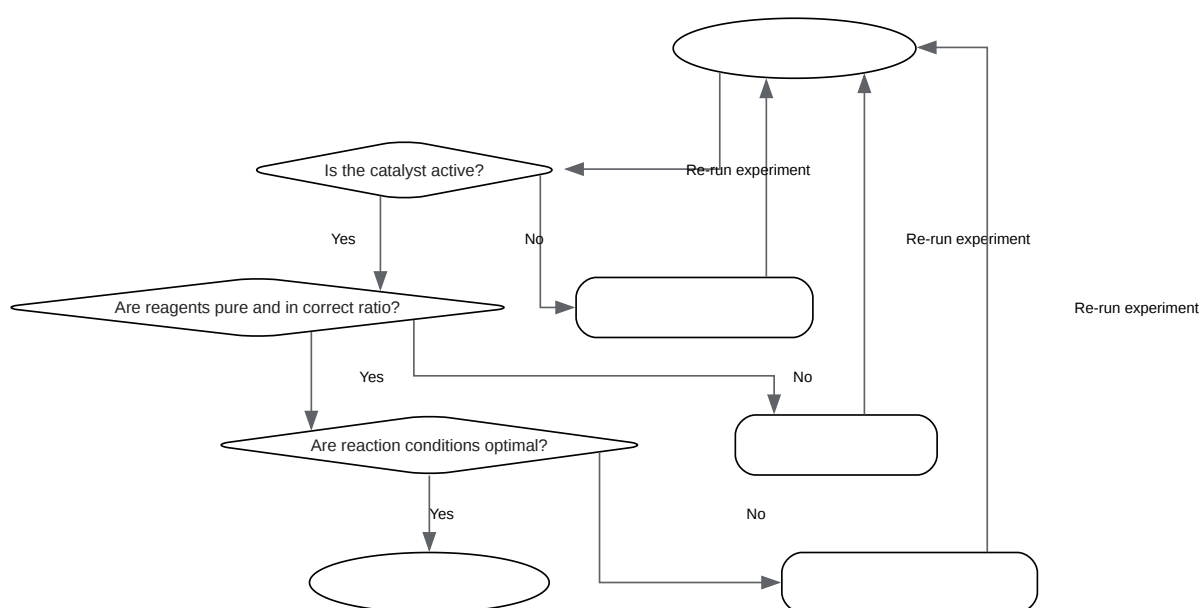 Is the catalyst active?
Re-run experiment
Yes
No
Re-run experiment
Are reagents pure and in correct ratio?
Re-run experiment
Yes
No
Are reaction conditions optimal?
Yes
No